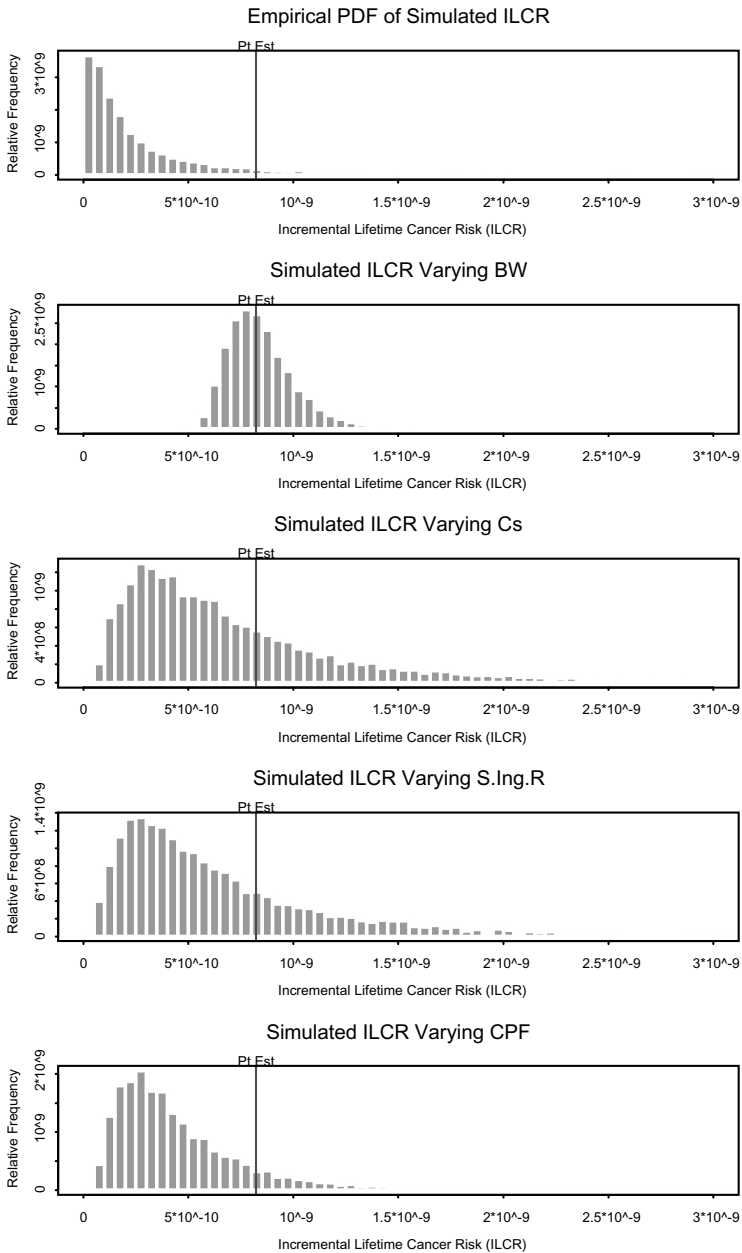 Empirical PDF of Simulated ILCR
Pt Est
Relative Frequency
3*10^9
10^9
0
0 5*10^-10 10^-9 1.5*10^-9 2*10^-9 2.5*10^-9 3*10^-9
Incremental Lifetime Cancer Risk (ILCR)
Simulated ILCR Varying BW
Pt Est
Relative Frequency
2.5*10^9
10^9
0
0 5*10^-10 10^-9 1.5*10^-9 2*10^-9 2.5*10^-9 3*10^-9
Incremental Lifetime Cancer Risk (ILCR)
Simulated ILCR Varying Cs
Pt Est
Relative Frequency
10^9
4*10^8
0
0 5*10^-10 10^-9 1.5*10^-9 2*10^-9 2.5*10^-9 3*10^-9
Incremental Lifetime Cancer Risk (ILCR)
Simulated ILCR Varying S.Ing.R
Pt Est
Relative Frequency
1.4*10^9
6*10^8
0
0 5*10^-10 10^-9 1.5*10^-9 2*10^-9 2.5*10^-9 3*10^-9
Incremental Lifetime Cancer Risk (ILCR)
Simulated ILCR Varying CPF
Pt Est
Relative Frequency
2*10^9
10^9
0
0 5*10^-10 10^-9 1.5*10^-9 2*10^-9 2.5*10^-9 3*10^-9
Incremental Lifetime Cancer Risk (ILCR)